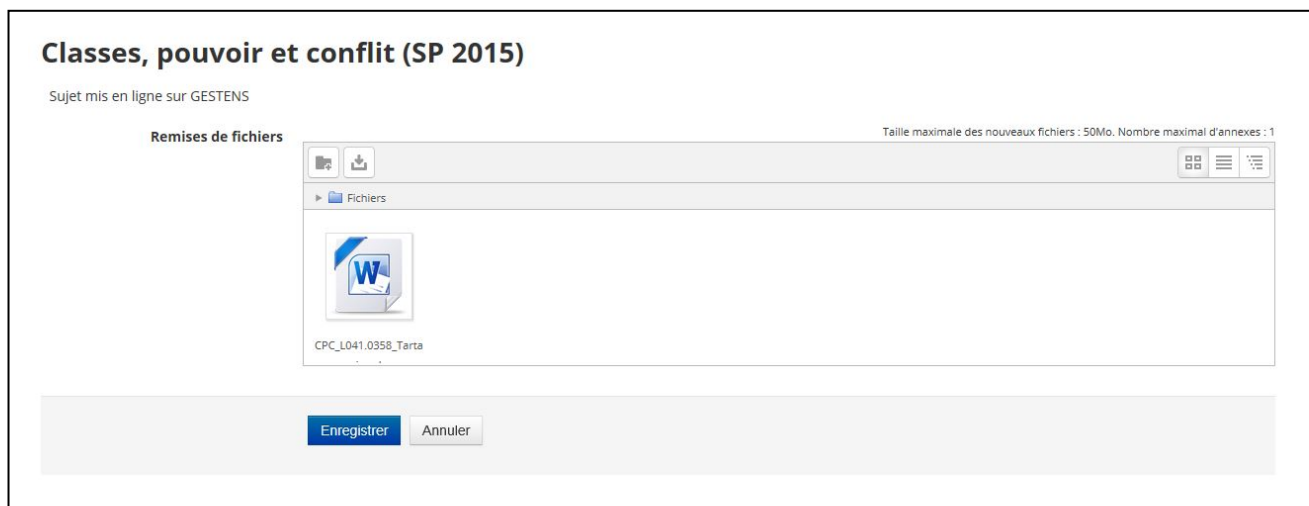 Classes, pouvoir et conflit (SP 2015)
Sujet mis en ligne sur GESTENS
Remises de fichiers
Taille maximale des nouveaux fichiers : 50Mo. Nombre maximal d'annexes : 1
Fichiers
W
CPC_L041.0358_Tarta
Enregistrer
Annuler